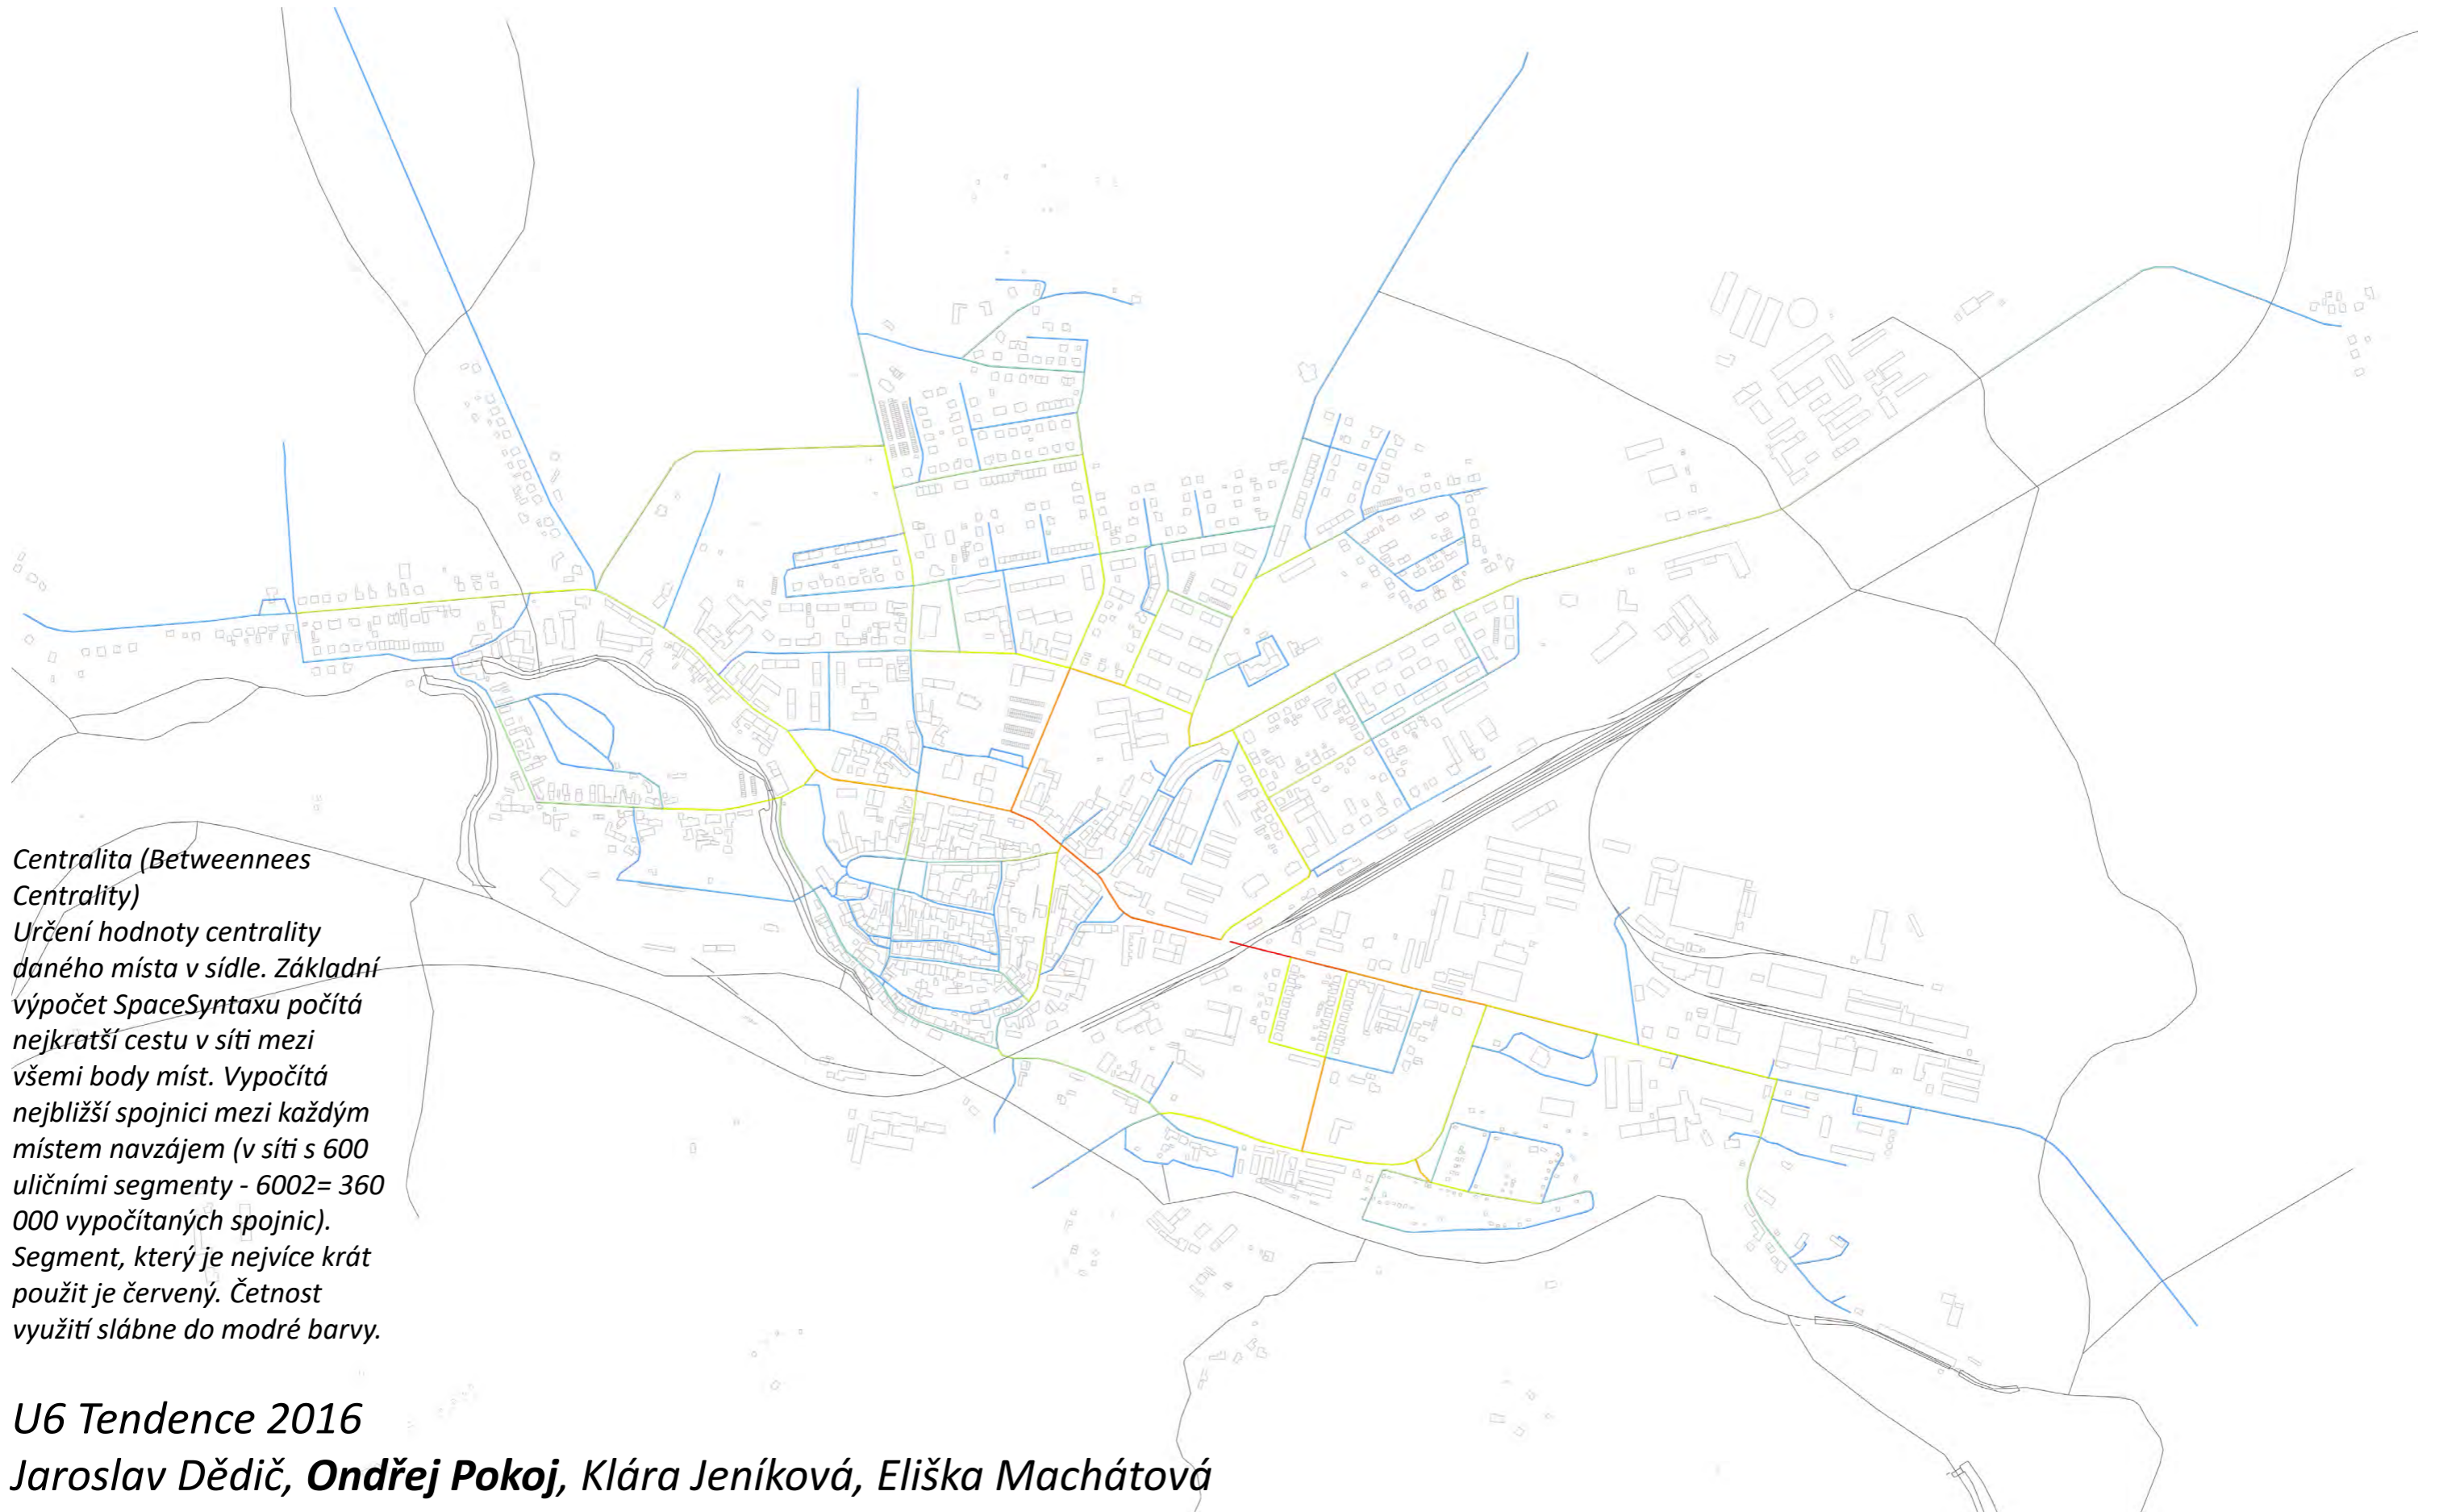 Centralita (Betweennees
Centrality)
Určení hodnoty centrality
daného místa v sídle. Základní
výpočet SpaceSyntaxu počítá
nejkratší cestu v síti mezi
všemi body míst. Vypočítá
nejbližší spojnici mezi každým
místem navzájem (v síti s 600
uličními segmenty - 6002= 360
000 vypočítaných spojnic).
Segment, který je nejvíce krát
použit je červený. Četnost
využití slábne do modré barvy.
U6 Tendence 2016
Jaroslav Dědič, Ondřej Pokoj, Klára Jeníková, Eliška Machátová